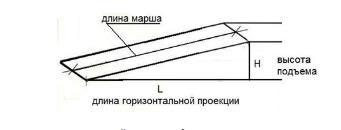 длина марша
H
высота
подъема
L
длина горизонтальной проекции